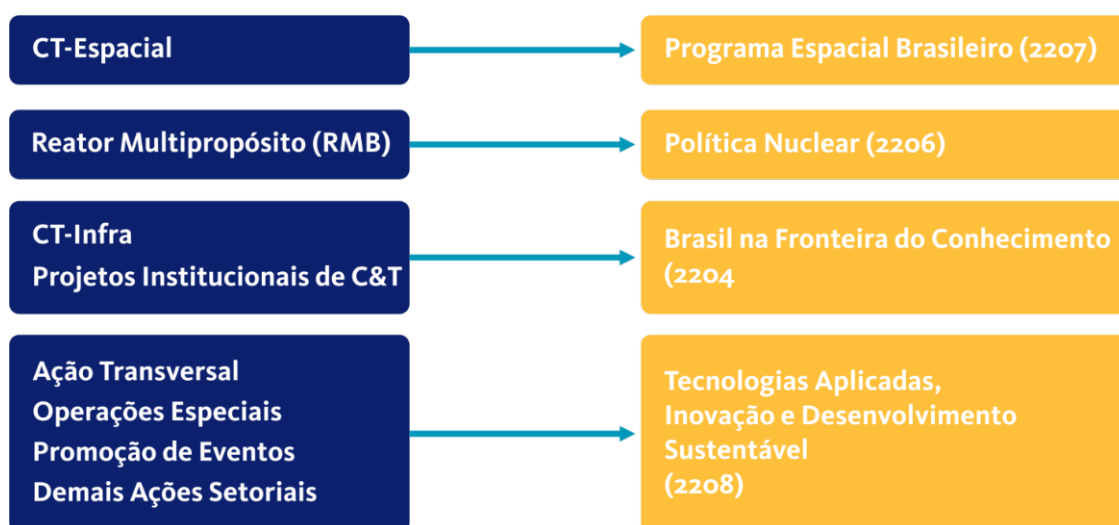 CT-Espacial
Programa Espacial Brasileiro (2207)
Reator Multipropósito (RMB)
Política Nuclear (2206)
CT-Infra
Projetos Institucionais de C&T
Brasil na Fronteira do Conhecimento
(2204
Ação Transversal
Operações Especiais
Promoção de Eventos
Demais Ações Setoriais
Tecnologias Aplicadas,
Inovação e Desenvolvimento
Sustentável
(2208)